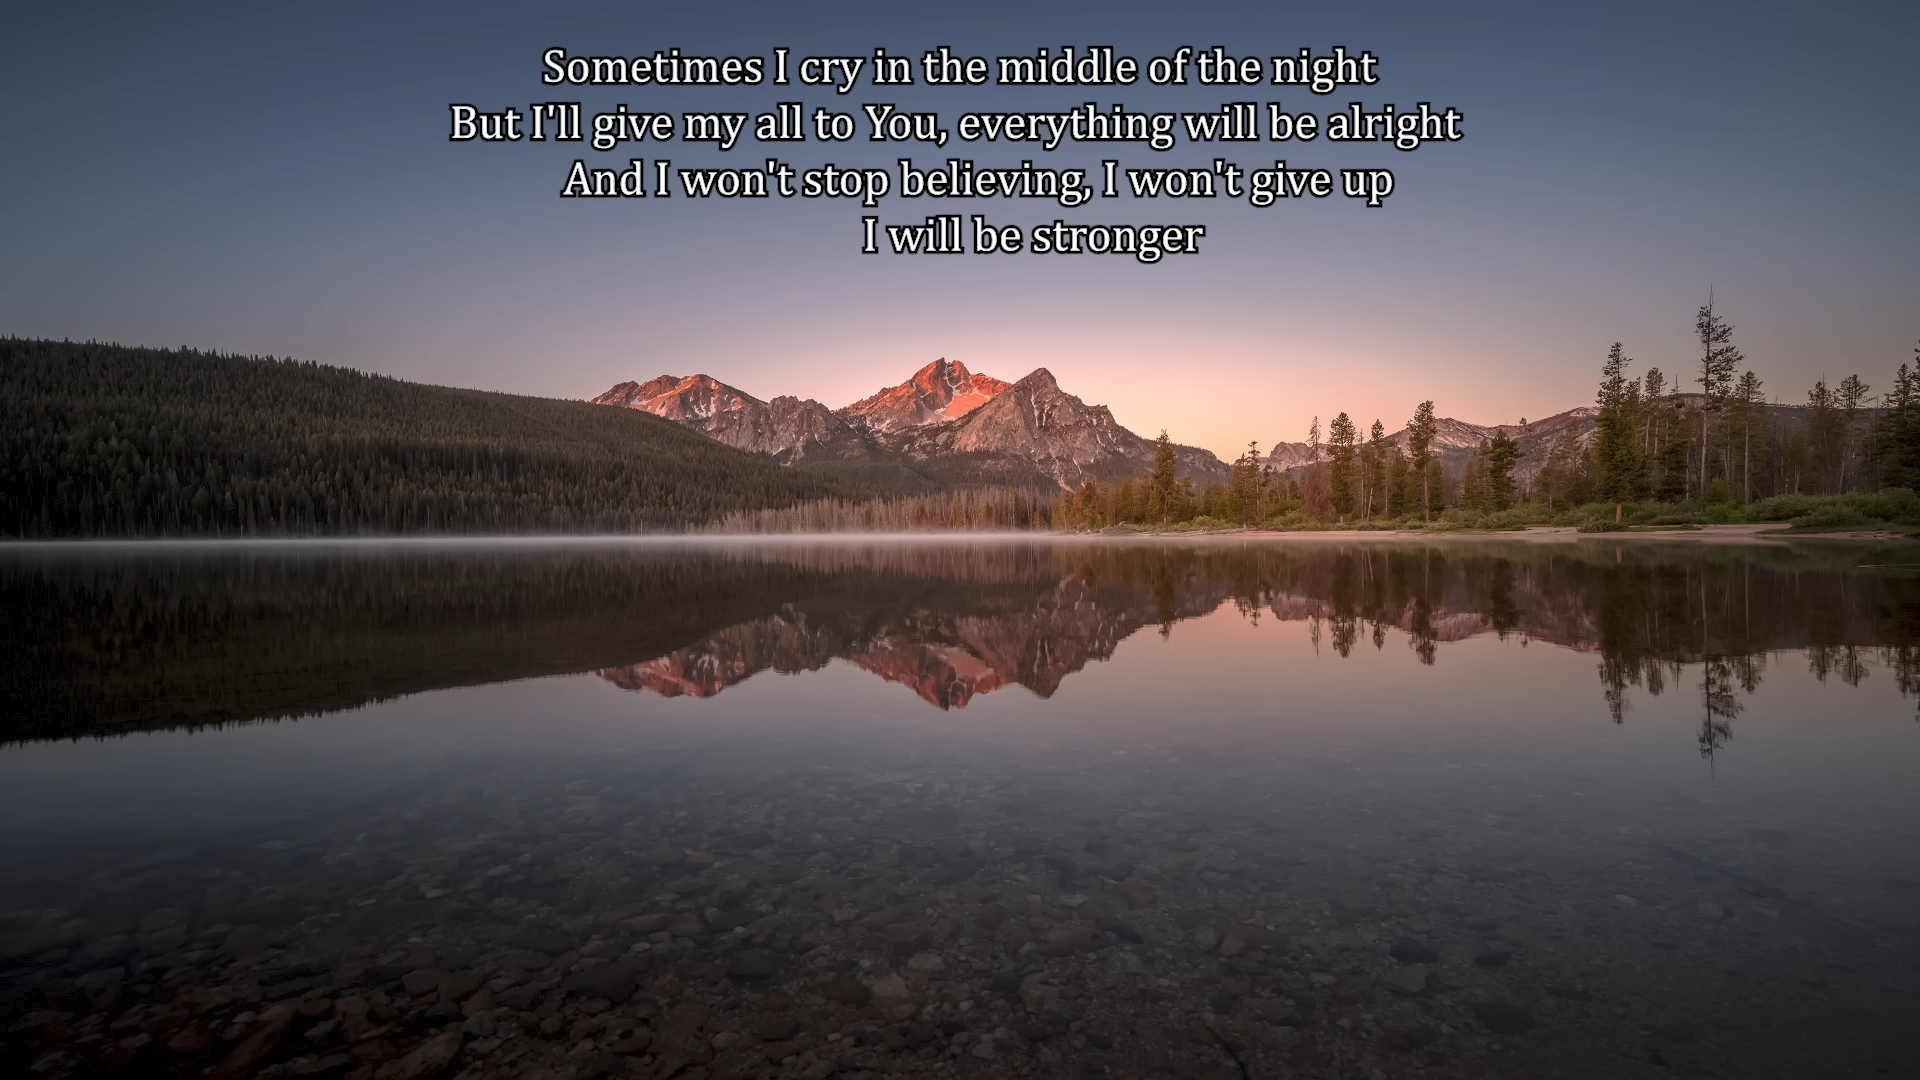 Sometimes I cry in the middle of the night
But I'll give my all to You, everything will be alright
And I won't stop believing, I won't give up
I will be stronger